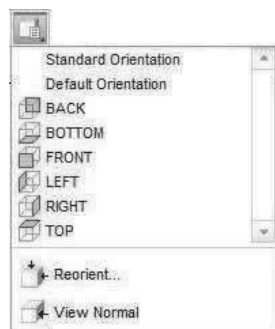 Standard Orientation
Default Orientation
BACK
BOTTOM
FRONT
LEFT
RIGHT
TOP
Reorient...
View Normal